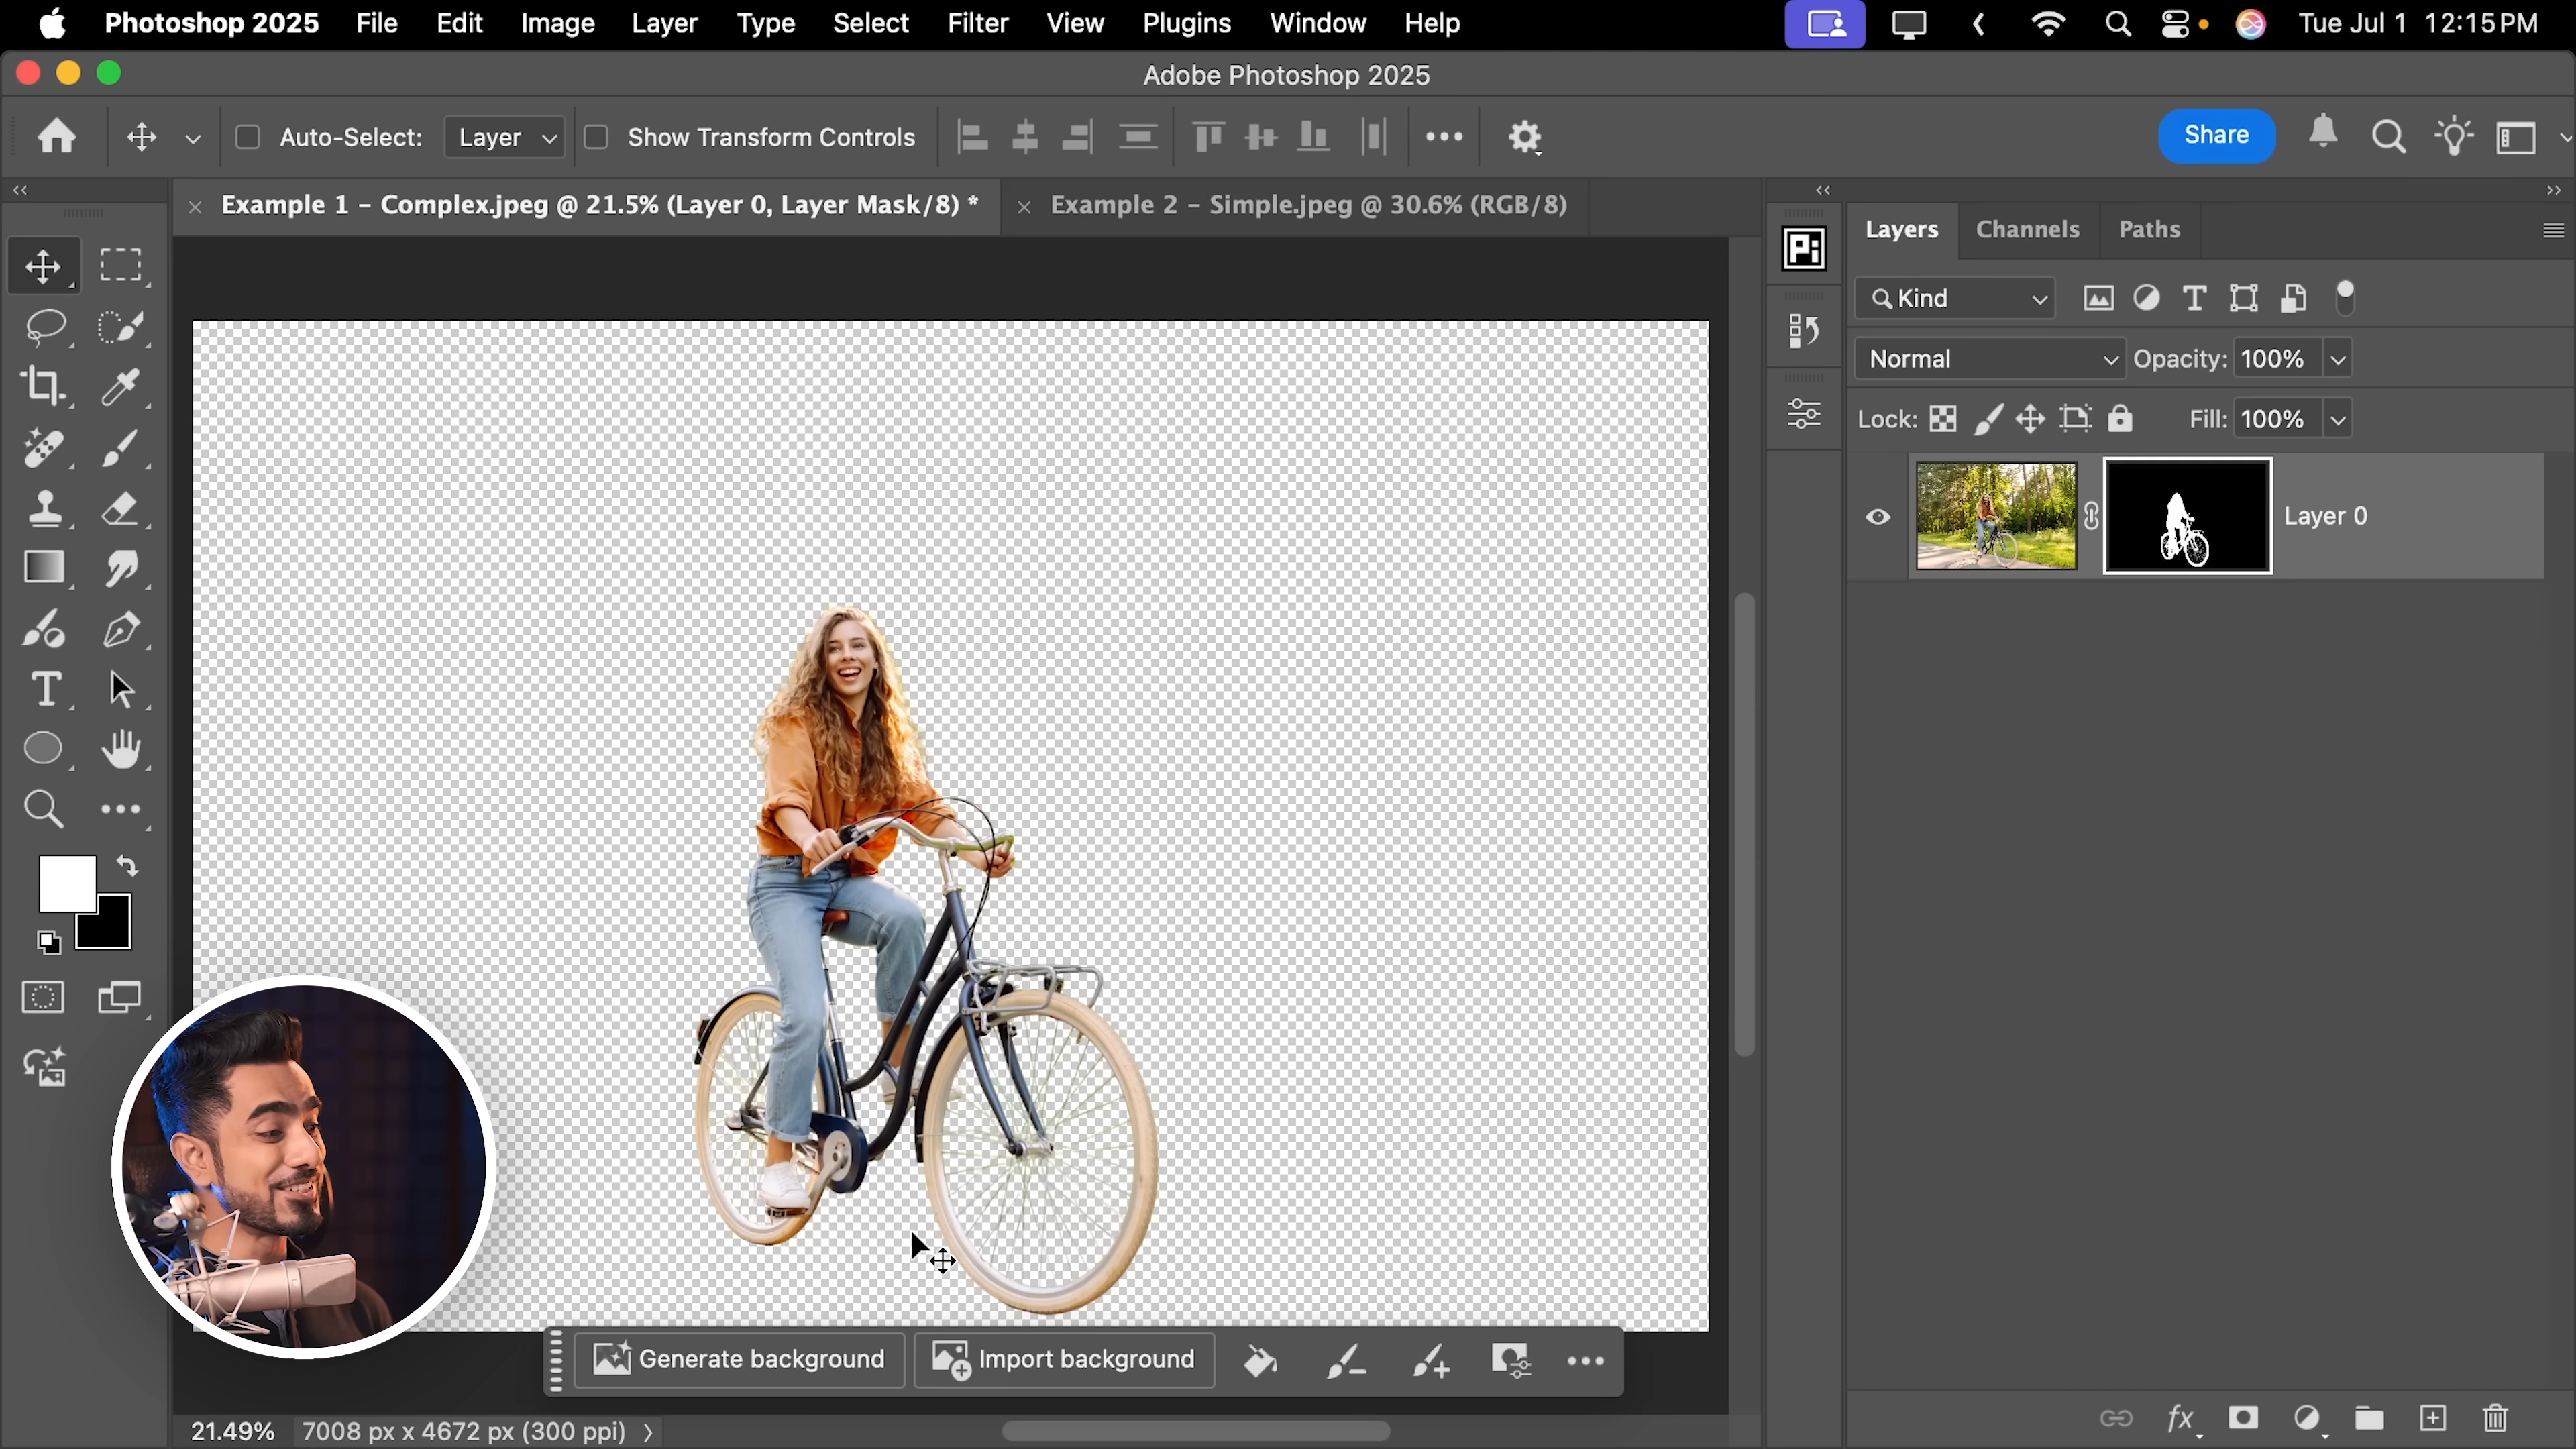 Photoshop 2025 File Edit Image Layer Type Select Filter View Plugins Window Help Tue Jul 1 12:15 PM
Adobe Photoshop 2025
Auto-Select: Layer Show Transform Controls Share
Example 1 – Complex.jpeg @ 21.5% (Layer 0, Layer Mask/8) * Example 2 – Simple.jpeg @ 30.6% (RGB/8)
Layers Channels Paths
Pi
Kind
Normal Opacity: 100%
Lock: Fill: 100%
Layer 0
Generate background Import background
21.49% 7008 px x 4672 px (300 ppi)
fx